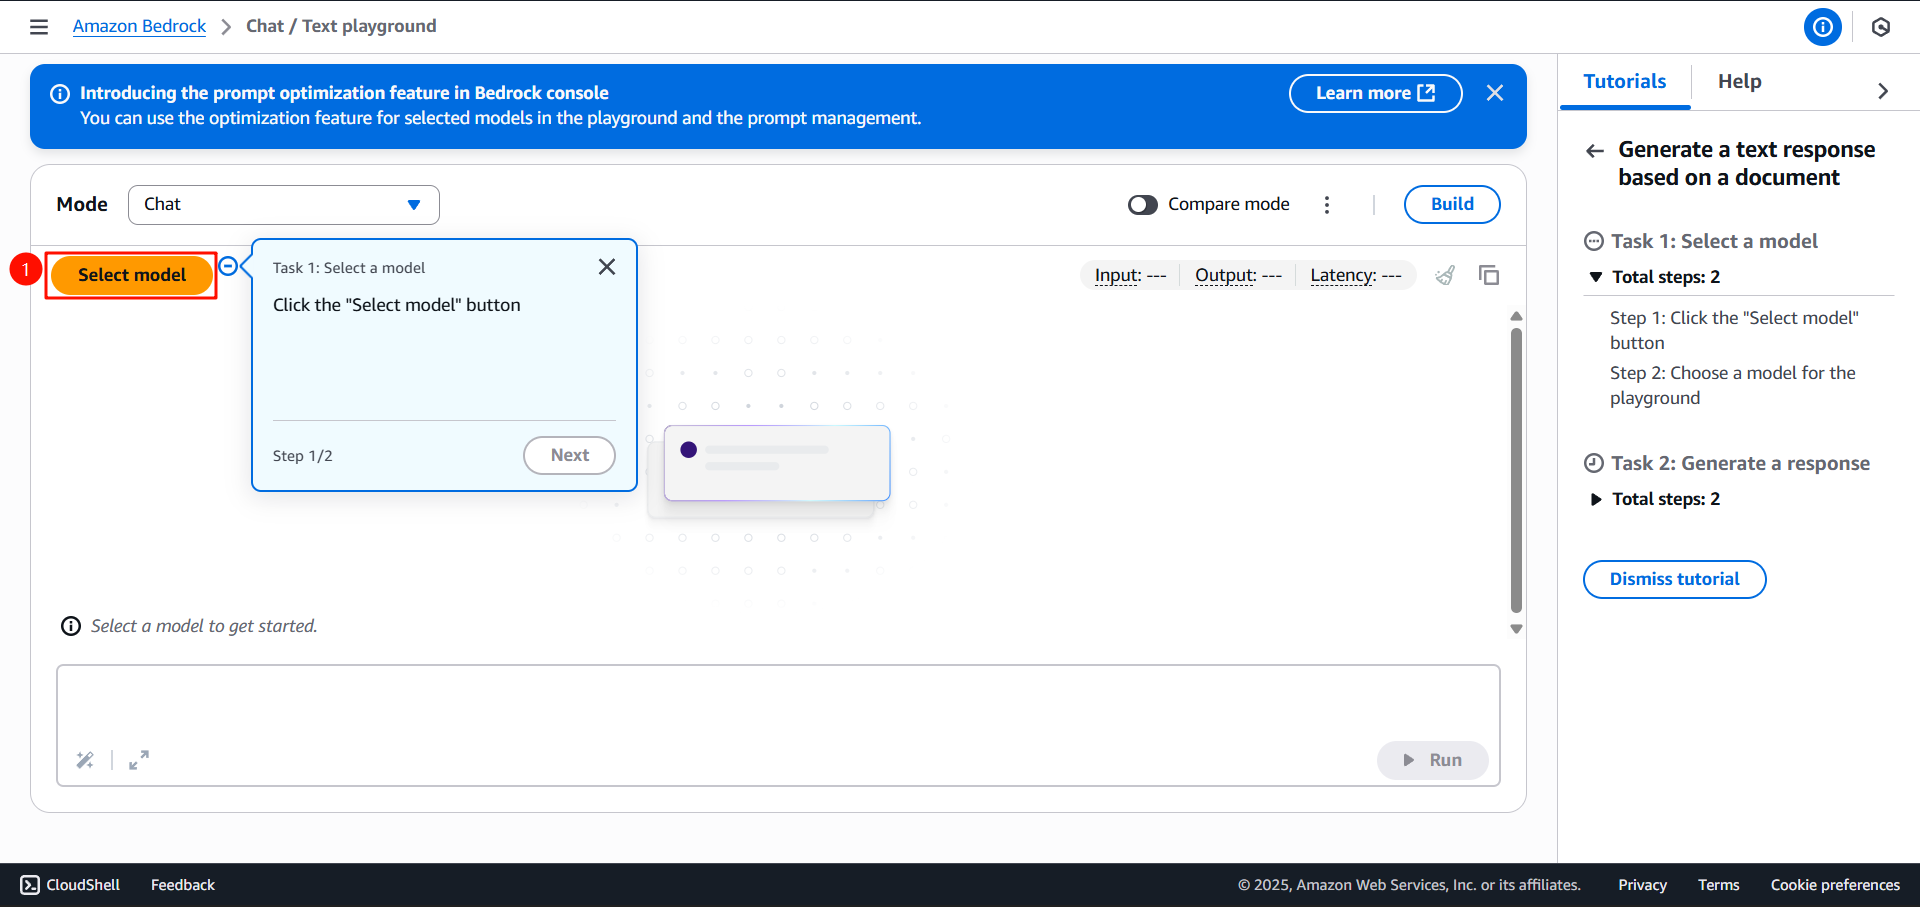 Amazon Bedrock
Chat / Text playground
Introducing the prompt optimization feature in Bedrock console
You can use the optimization feature for selected models in the playground and the prompt management.
Learn more
Mode
Chat
Compare mode
Build
1
Select model
Task 1: Select a model
Click the "Select model" button
Step 1/2
Next
Input: ---
Output: ---
Latency: ---
Select a model to get started.
Run
Tutorials
Help
Generate a text response
based on a document
Task 1: Select a model
Total steps: 2
Step 1: Click the "Select model"
button
Step 2: Choose a model for the
playground
Task 2: Generate a response
Total steps: 2
Dismiss tutorial
CloudShell
Feedback
© 2025, Amazon Web Services, Inc. or its affiliates.
Privacy
Terms
Cookie preferences